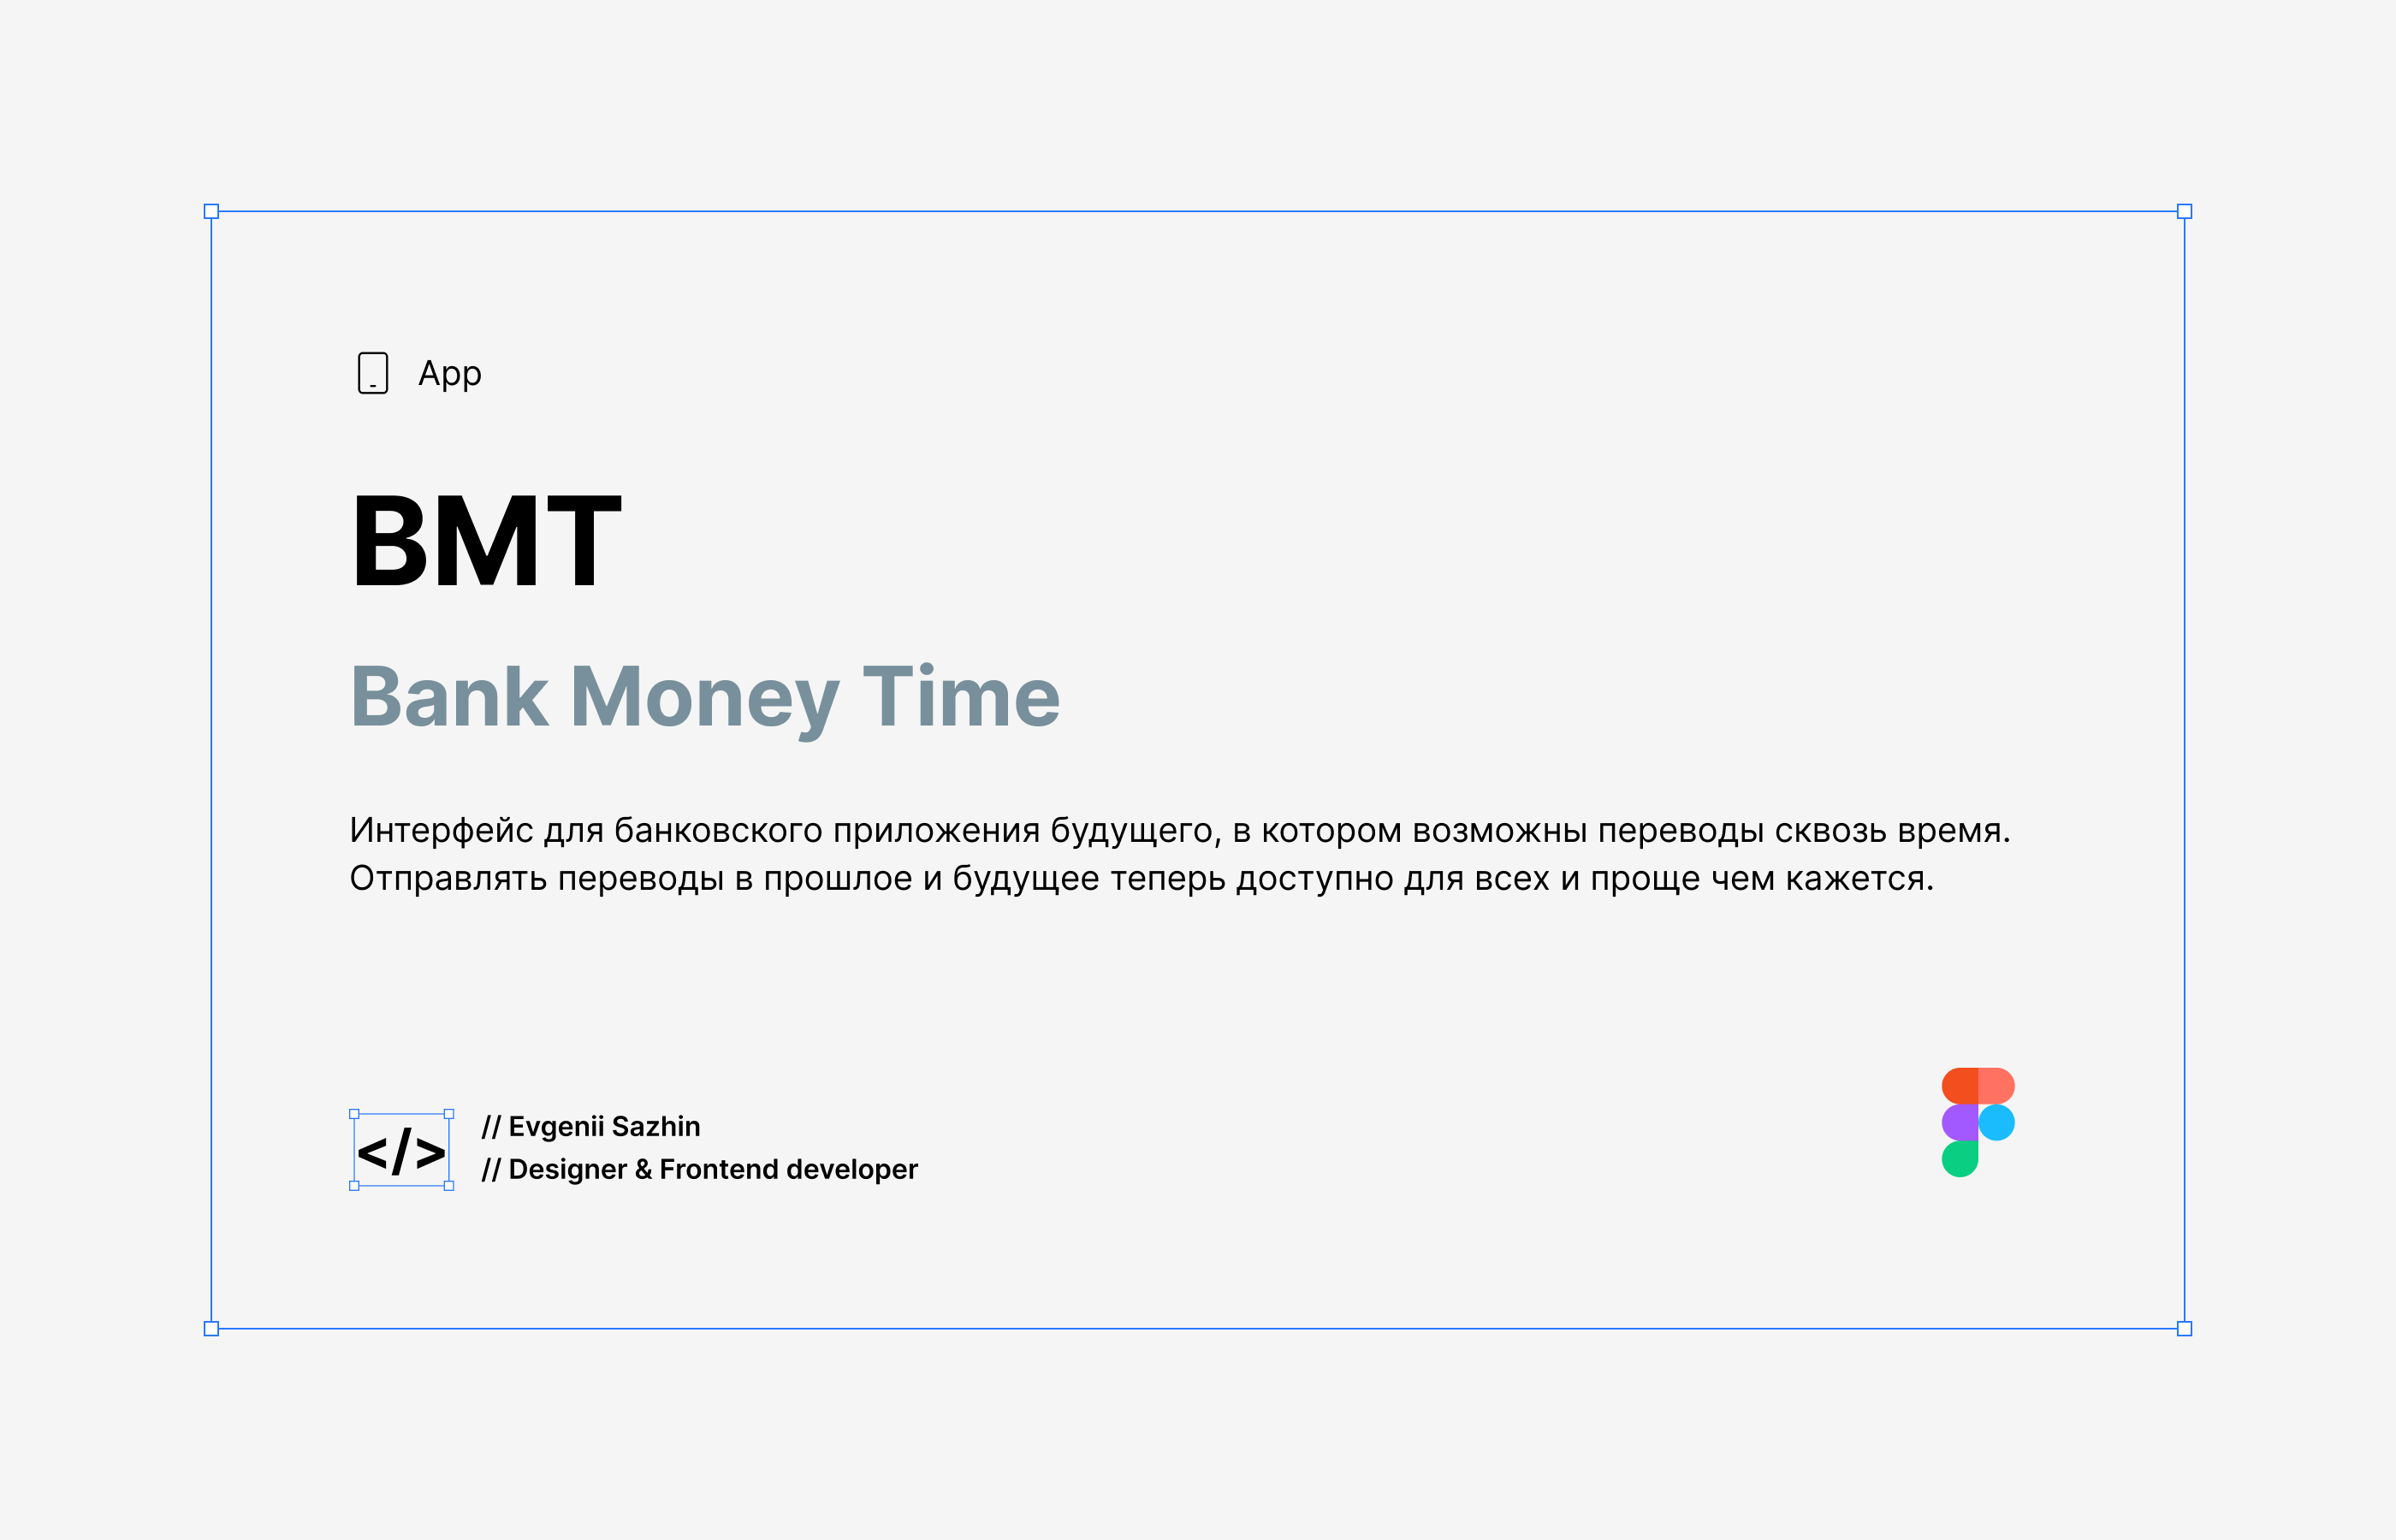 App
BMT
Bank Money Time
Интерфейс для банковского приложения будущего, в котором возможны переводы сквозь время.
Отправлять переводы в прошлое и будущее теперь доступно для всех и проще чем кажется.
</>
// Evgenii Sazhin
// Designer & Frontend developer